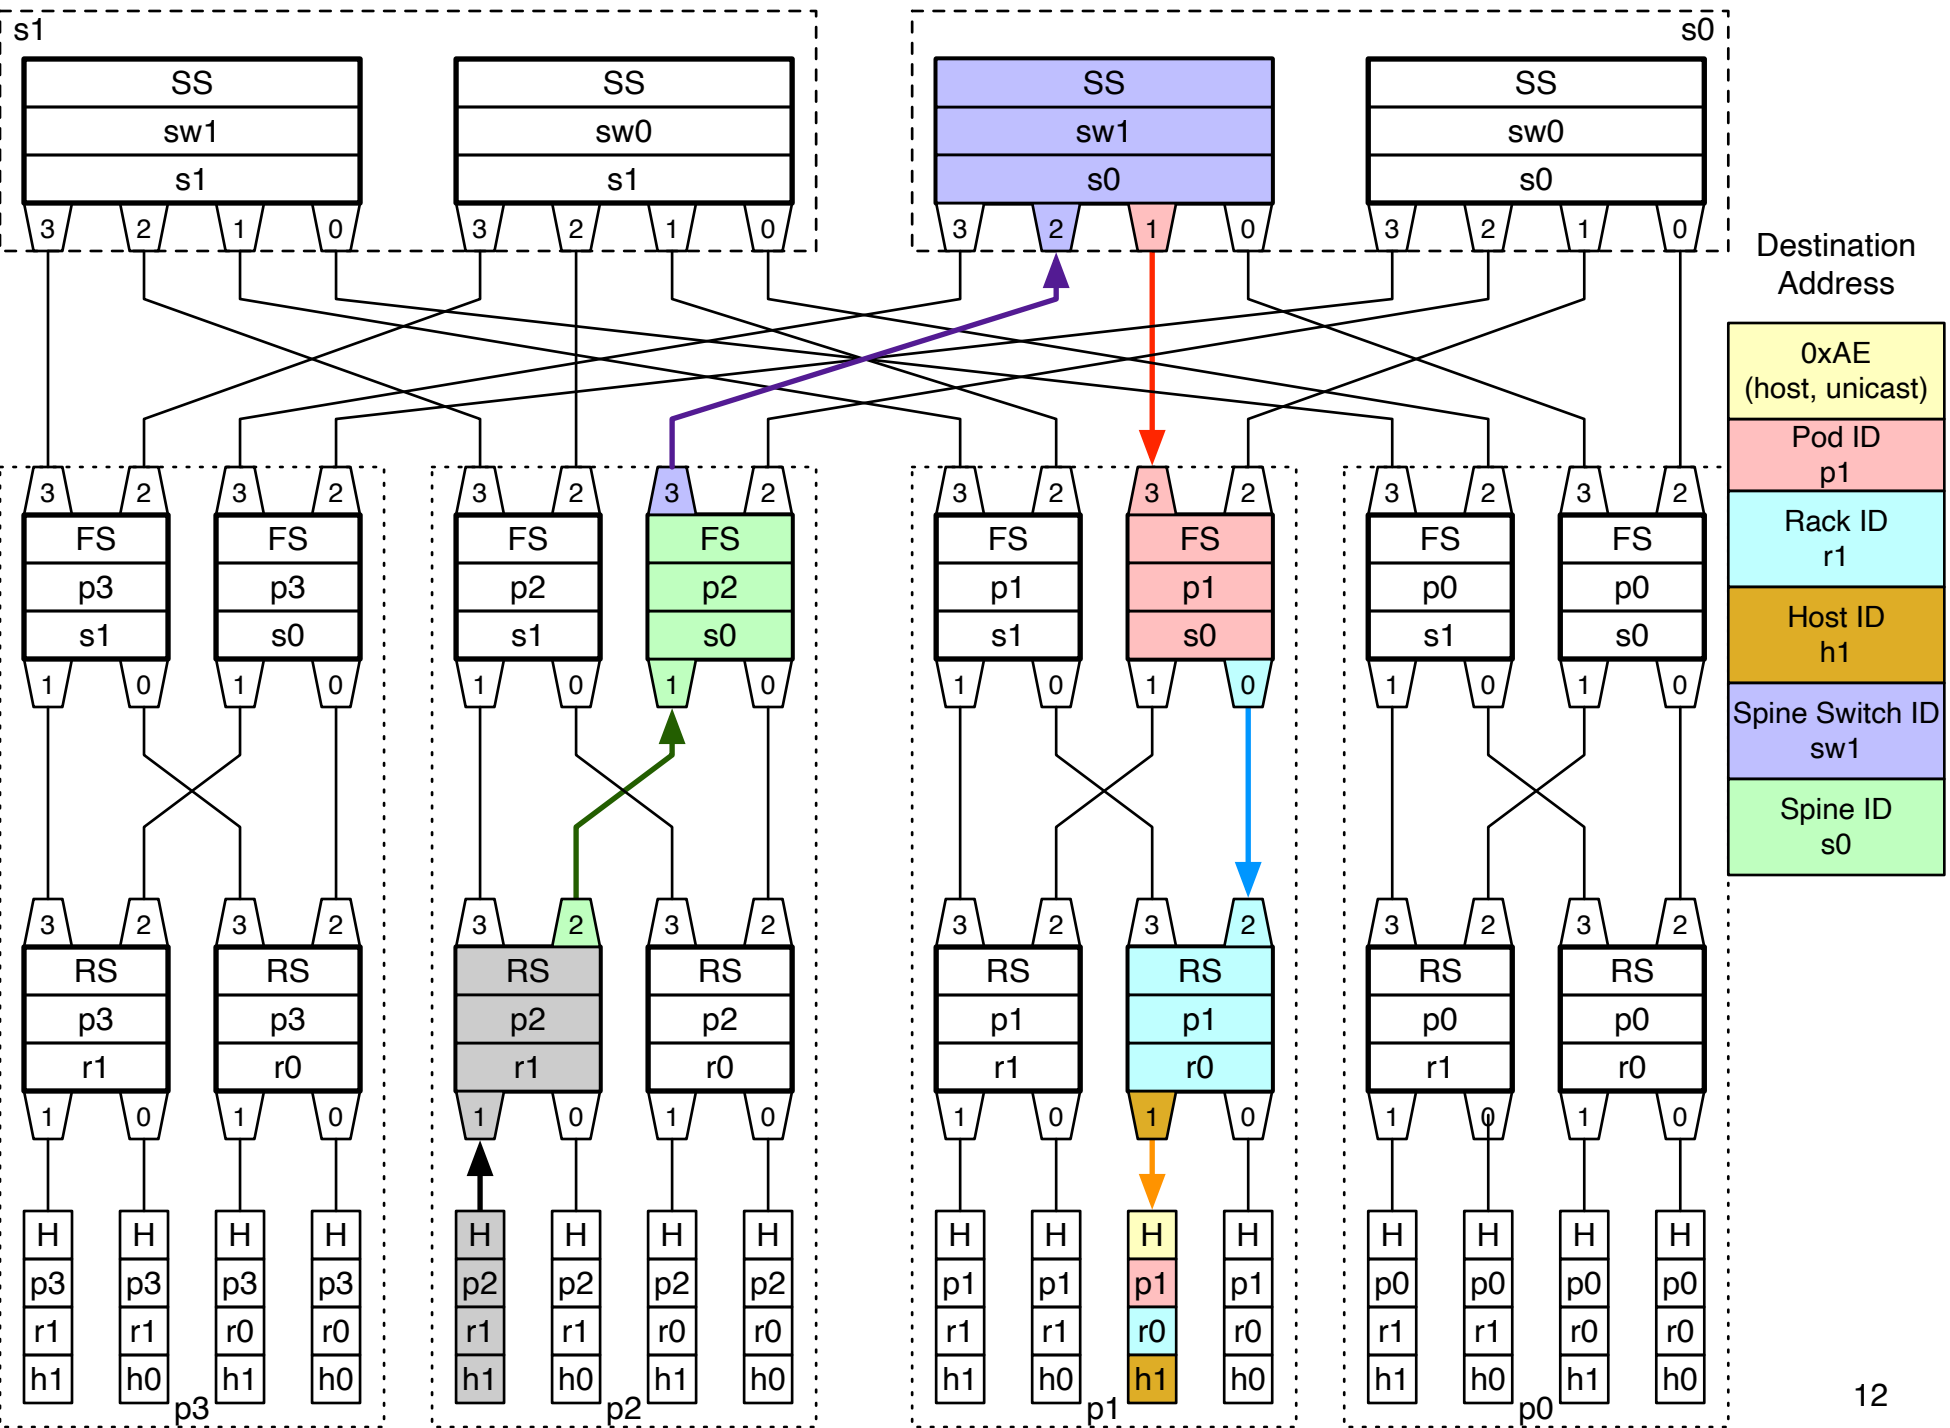 s1
s0
SS SS SS SS
sw1 sw0 sw1 sw0
s1 s1 s0 s0
3 2 1 0 3 2 1 0 3 2 1 0 3 2 1 0
Destination
Address
0xAE
(host, unicast)
Pod ID
p1
Rack ID
r1
Host ID
h1
Spine Switch ID
sw1
Spine ID
s0
3 2 3 2 3 2 3 2 3 2 3 2 3 2 3 2
FS FS FS FS FS FS FS FS
p3 p3 p2 p2 p1 p1 p0 p0
s1 s0 s1 s0 s1 s0 s1 s0
1 0 1 0 1 0 1 0 1 0 1 0 1 0 1 0
3 2 3 2 3 2 3 2 3 2 3 2 3 2 3 2
RS RS RS RS RS RS RS RS
p3 p3 p2 p2 p1 p1 p0 p0
r1 r0 r1 r0 r1 r0 r1 r0
1 0 1 0 1 0 1 0 1 0 1 0 1 0 1 0
H H H H H H H H H H H H H H H H
p3 p3 p3 p3 p2 p2 p2 p2 p1 p1 p1 p1 p0 p0 p0 p0
r1 r1 r0 r0 r1 r1 r0 r0 r1 r1 r0 r0 r1 r1 r0 r0
h1 h0 h1 h0 h1 h0 h1 h0 h1 h0 h1 h0 h1 h0 h1 h0
p3 p2 p1 p0
12